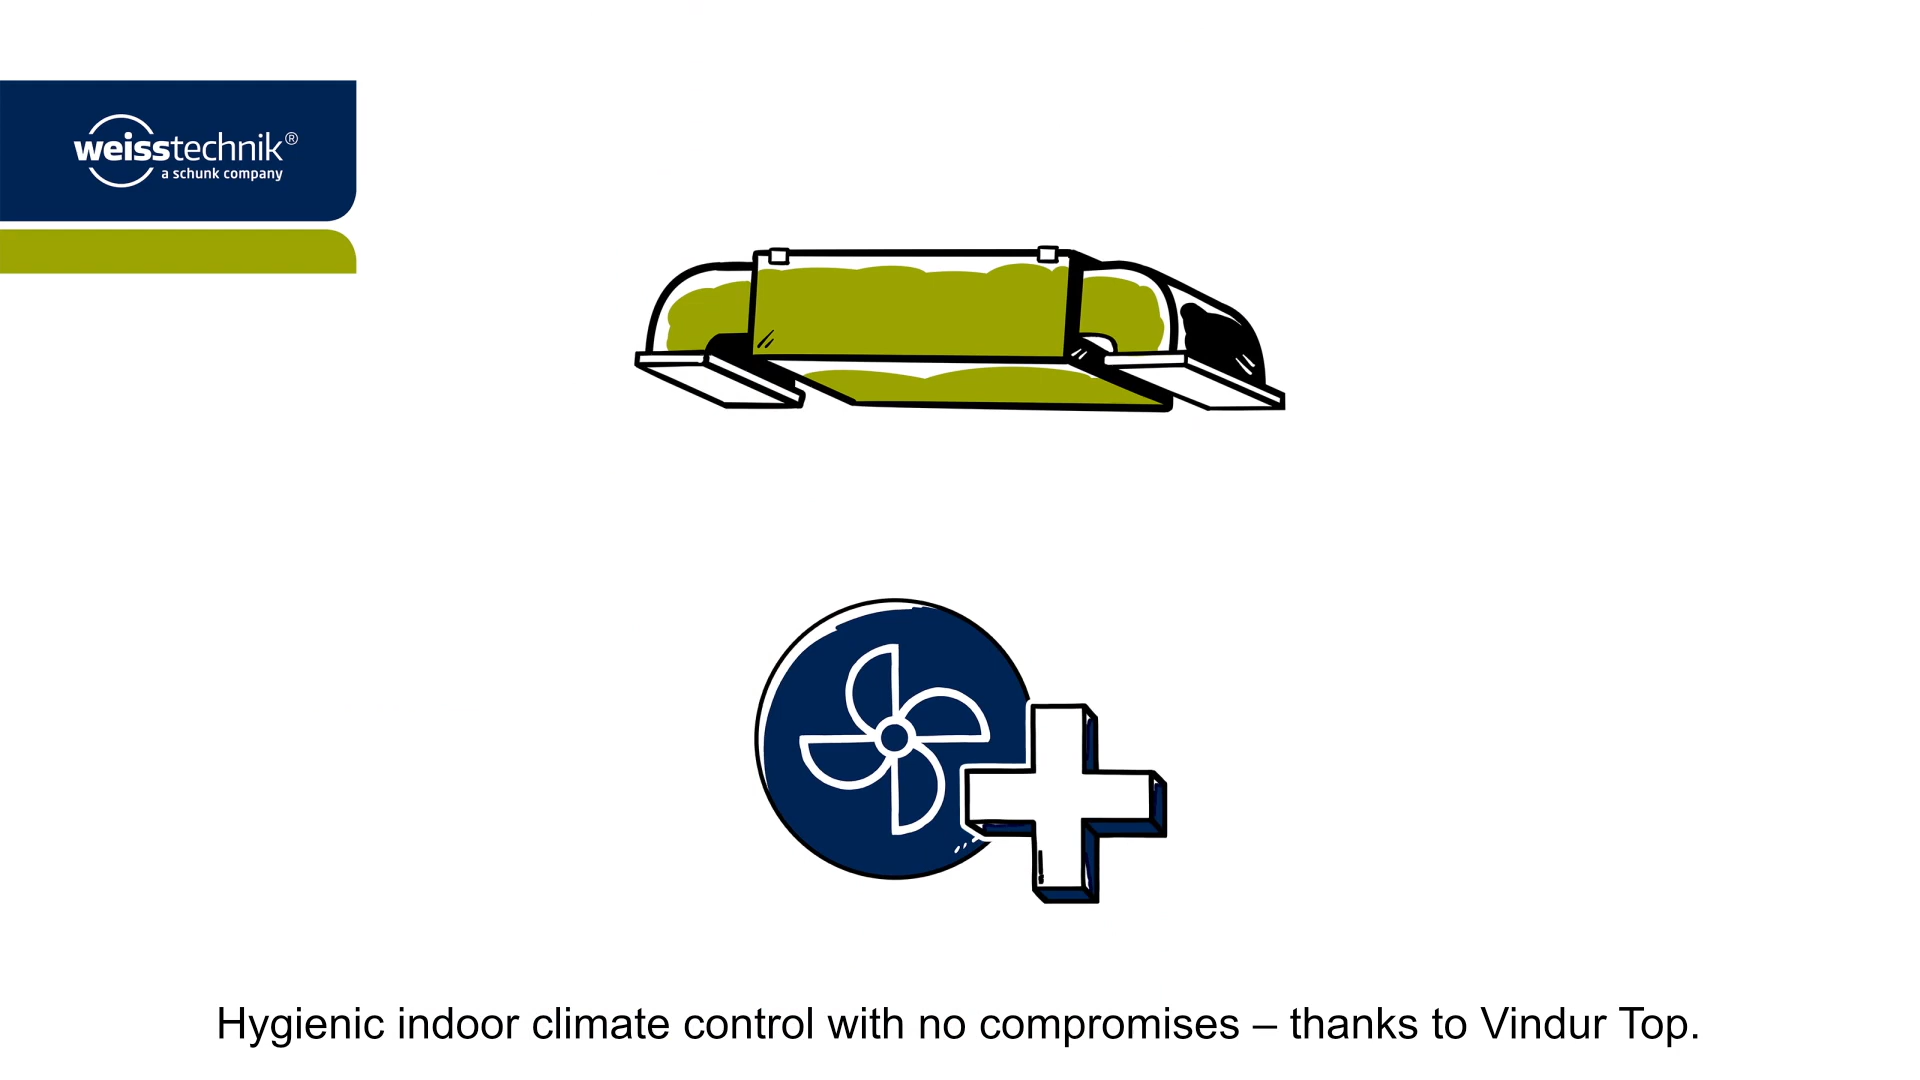 weisstechnik®
a schunk company
Hygienic indoor climate control with no compromises – thanks to Vindur Top.